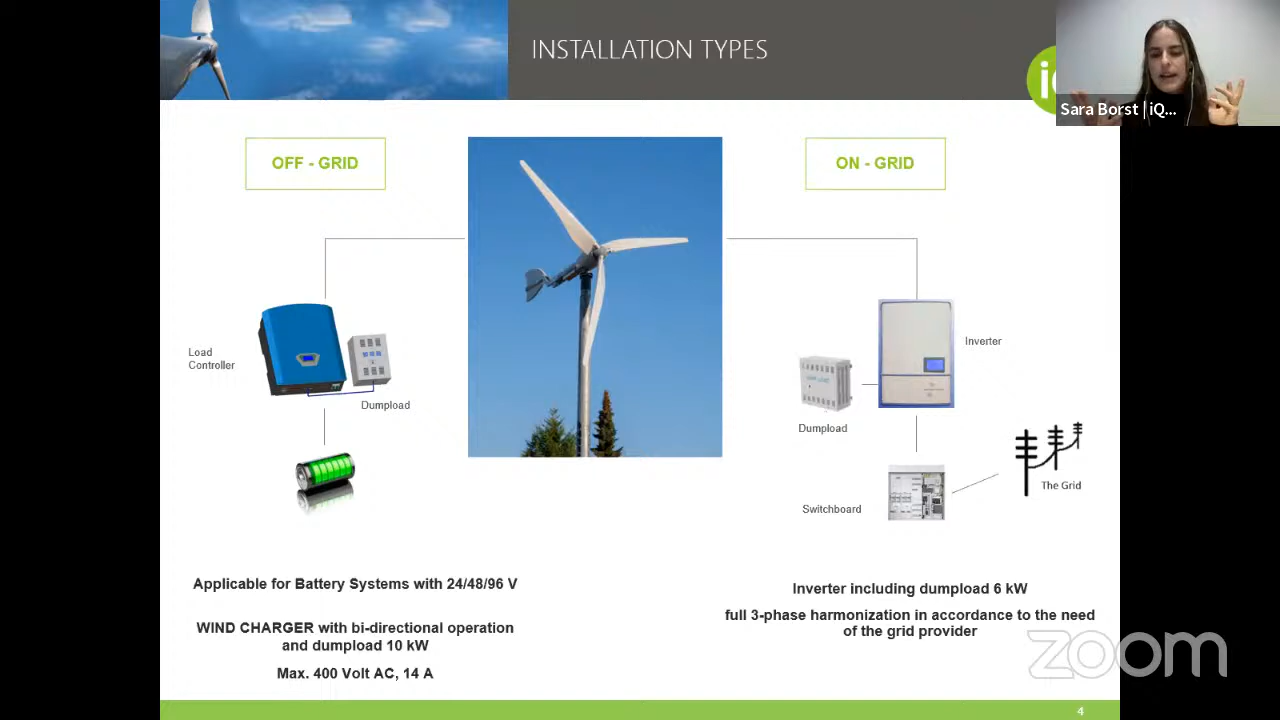 INSTALLATION TYPES
Sara Borst | iQ...
OFF - GRID
ON - GRID
Load
Controller
Dumpload
Inverter
Dumpload
The Grid
Switchboard
Applicable for Battery Systems with 24/48/96 V
WIND CHARGER with bi-directional operation
and dumpload 10 kW
Max. 400 Volt AC, 14 A
Inverter including dumpload 6 kW
full 3-phase harmonization in accordance to the need
of the grid provider
zoom
4